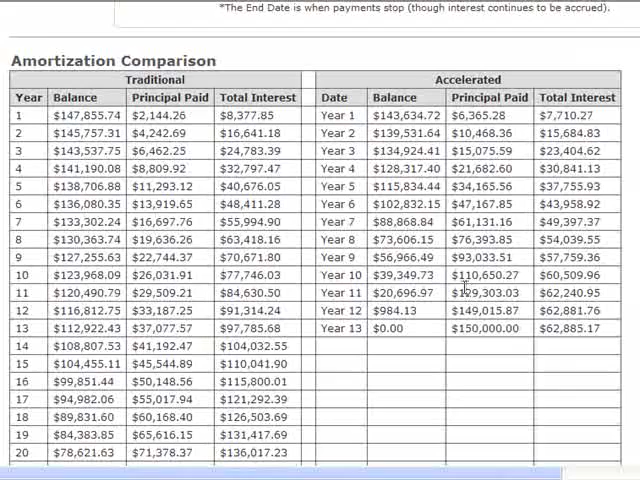 *The End Date is when payments stop (though interest continues to be accrued).
Amortization Comparison
Traditional Accelerated
Year Balance Principal Paid Total Interest Date Balance Principal Paid Total Interest
1 $147,855.74 $2,144.26 $8,377.85 Year 1 $143,634.72 $6,365.28 $7,710.27
2 $145,757.31 $4,242.69 $16,641.18 Year 2 $139,531.64 $10,468.36 $15,684.83
3 $143,537.75 $6,462.25 $24,783.39 Year 3 $134,924.41 $15,075.59 $23,404.62
4 $141,190.08 $8,809.92 $32,797.47 Year 4 $128,317.40 $21,682.60 $30,841.13
5 $138,706.88 $11,293.12 $40,676.05 Year 5 $115,834.44 $34,165.56 $37,755.93
6 $136,080.35 $13,919.65 $48,411.28 Year 6 $102,832.15 $47,167.85 $43,958.92
7 $133,302.24 $16,697.76 $55,994.90 Year 7 $88,868.84 $61,131.16 $49,397.37
8 $130,363.74 $19,636.26 $63,418.16 Year 8 $73,606.15 $76,393.85 $54,039.55
9 $127,255.63 $22,744.37 $70,671.80 Year 9 $56,966.49 $93,033.51 $57,759.36
10 $123,968.09 $26,031.91 $77,746.03 Year 10 $39,349.73 $110,650.27 $60,509.96
11 $120,490.79 $29,509.21 $84,630.50 Year 11 $20,696.97 $129,303.03 $62,240.95
12 $116,812.75 $33,187.25 $91,314.24 Year 12 $984.13 $149,015.87 $62,881.76
13 $112,922.43 $37,077.57 $97,785.68 Year 13 $0.00 $150,000.00 $62,885.17
14 $108,807.53 $41,192.47 $104,032.55
15 $104,455.11 $45,544.89 $110,041.90
16 $99,851.44 $50,148.56 $115,800.01
17 $94,982.06 $55,017.94 $121,292.39
18 $89,831.60 $60,168.40 $126,503.69
19 $84,383.85 $65,616.15 $131,417.69
20 $78,621.63 $71,378.37 $136,017.23